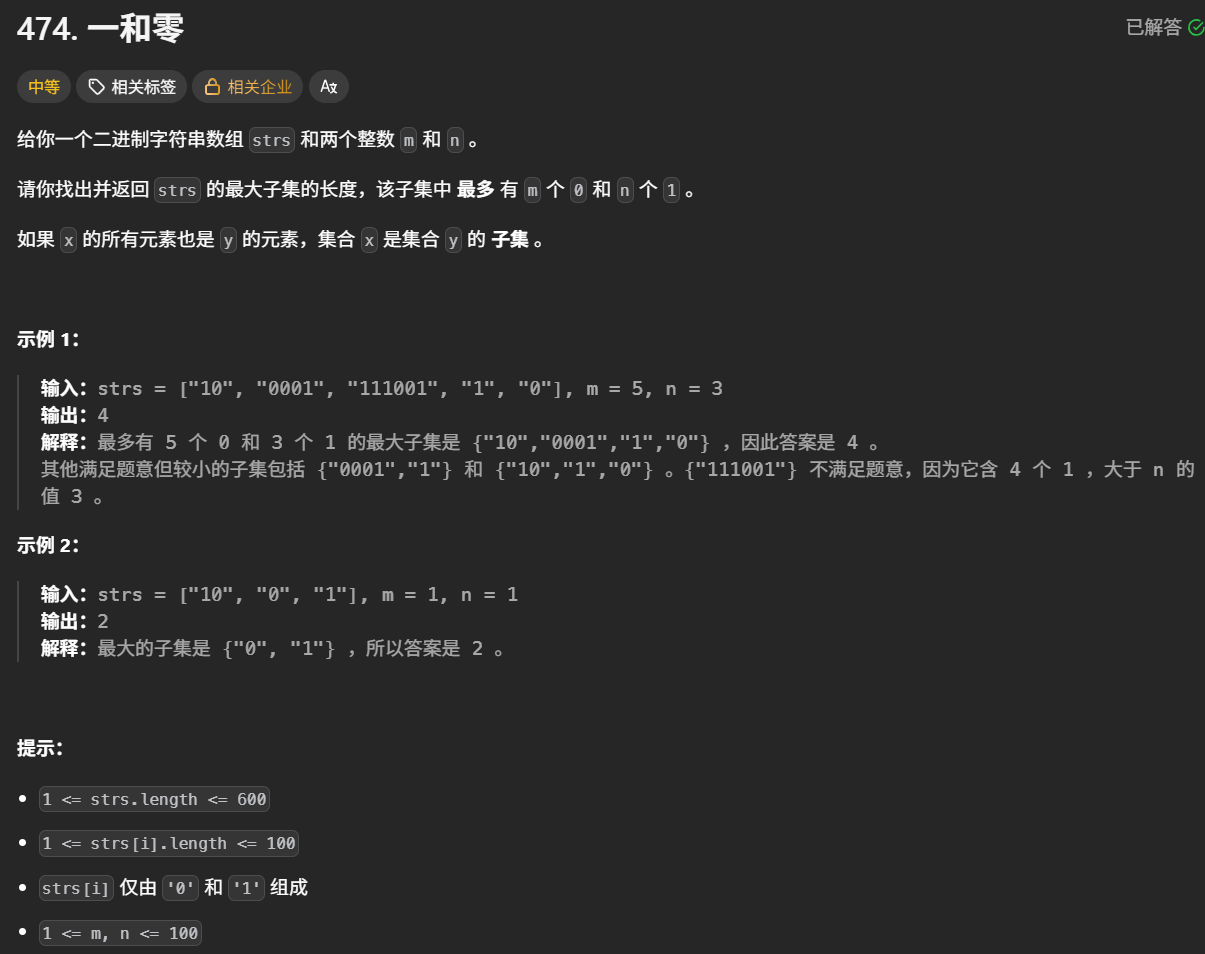 474. 一和零
已解答
中等 相关标签 相关企业
给你一个二进制字符串数组 strs 和两个整数 m 和 n 。
请你找出并返回 strs 的最大子集的长度，该子集中 最多 有 m 个 0 和 n 个 1 。
如果 x 的所有元素也是 y 的元素，集合 x 是集合 y 的 子集 。
示例 1：
输入：strs = ["10", "0001", "111001", "1", "0"], m = 5, n = 3
输出：4
解释：最多有 5 个 0 和 3 个 1 的最大子集是 {"10","0001","1","0"} ，因此答案是 4 。
其他满足题意但较小的子集包括 {"0001","1"} 和 {"10","1","0"} 。{"111001"} 不满足题意，因为它含 4 个 1 ，大于 n 的
值 3 。
示例 2：
输入：strs = ["10", "0", "1"], m = 1, n = 1
输出：2
解释：最大的子集是 {"0", "1"} ，所以答案是 2 。
提示：
1 <= strs.length <= 600
1 <= strs[i].length <= 100
strs[i] 仅由 '0' 和 '1' 组成
1 <= m, n <= 100